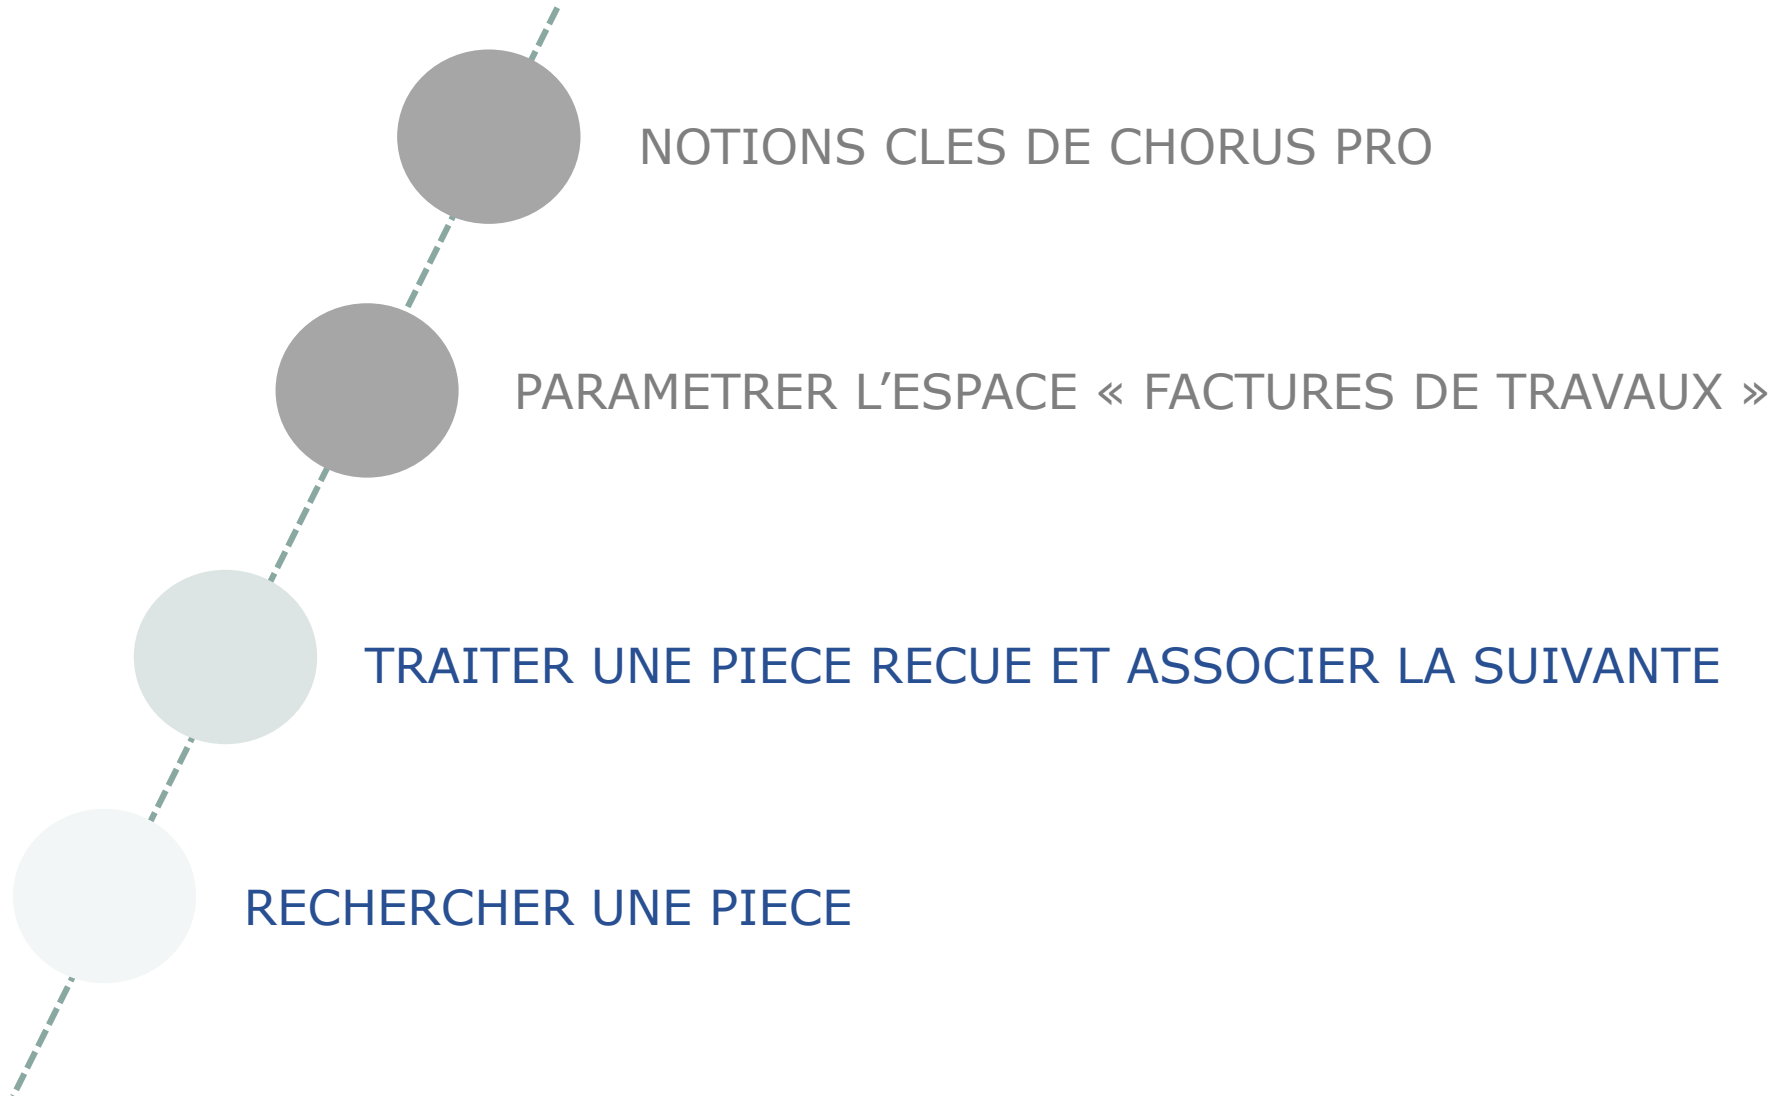 NOTIONS CLES DE CHORUS PRO
PARAMETRER L’ESPACE « FACTURES DE TRAVAUX »
TRAITER UNE PIECE RECUE ET ASSOCIER LA SUIVANTE
RECHERCHER UNE PIECE